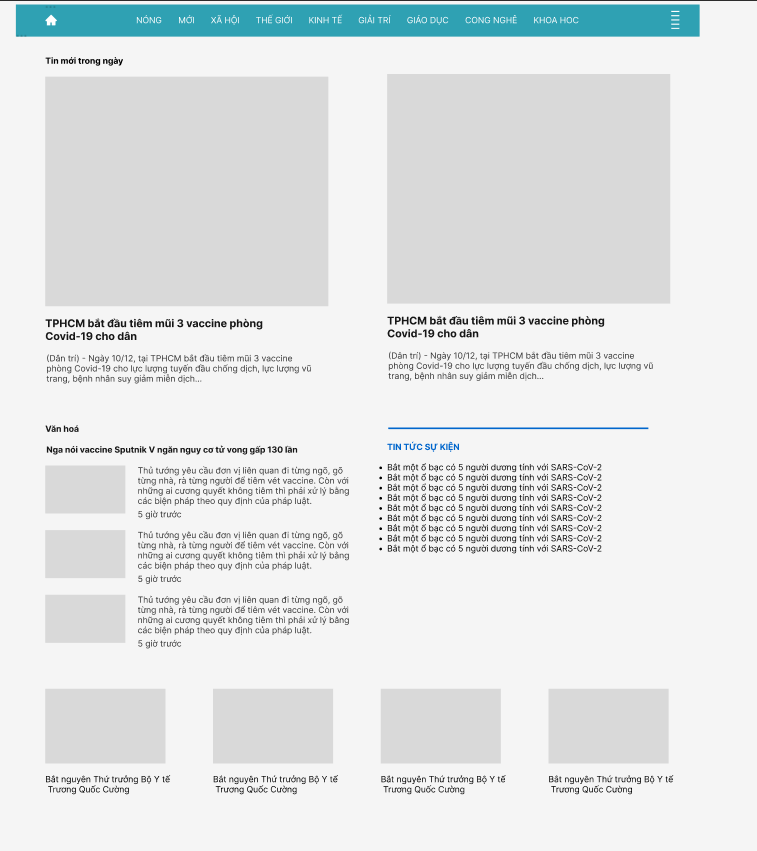 NÓNG MỚI XÃ HỘI THẾ GIỚI KINH TẾ GIẢI TRÍ GIÁO DỤC CONG NGHÊ KHOA HOC
Tin mới trong ngày
TPHCM bắt đầu tiêm mũi 3 vaccine phòng
Covid-19 cho dân
(Dân trí) - Ngày 10/12, tại TPHCM bắt đầu tiêm mũi 3 vaccine
phòng Covid-19 cho lực lượng tuyến đầu chống dịch, lực lượng vũ
trang, bệnh nhân suy giảm miễn dịch...
TPHCM bắt đầu tiêm mũi 3 vaccine phòng
Covid-19 cho dân
(Dân trí) - Ngày 10/12, tại TPHCM bắt đầu tiêm mũi 3 vaccine
phòng Covid-19 cho lực lượng tuyến đầu chống dịch, lực lượng vũ
trang, bệnh nhân suy giảm miễn dịch...
Văn hoá
Nga nói vaccine Sputnik V ngăn nguy cơ tử vong gấp 130 lần
Thủ tướng yêu cầu đơn vị liên quan đi từng ngõ, gõ
từng nhà, rà từng người để tiêm vét vaccine. Còn với
những ai cương quyết không tiêm thì phải xử lý bằng
các biện pháp theo quy định của pháp luật.
5 giờ trước
Thủ tướng yêu cầu đơn vị liên quan đi từng ngõ, gõ
từng nhà, rà từng người để tiêm vét vaccine. Còn với
những ai cương quyết không tiêm thì phải xử lý bằng
các biện pháp theo quy định của pháp luật.
5 giờ trước
Thủ tướng yêu cầu đơn vị liên quan đi từng ngõ, gõ
từng nhà, rà từng người để tiêm vét vaccine. Còn với
những ai cương quyết không tiêm thì phải xử lý bằng
các biện pháp theo quy định của pháp luật.
5 giờ trước
TIN TỨC SỰ KIỆN
• Bắt một ổ bạc có 5 người dương tính với SARS-CoV-2
• Bắt một ổ bạc có 5 người dương tính với SARS-CoV-2
• Bắt một ổ bạc có 5 người dương tính với SARS-CoV-2
• Bắt một ổ bạc có 5 người dương tính với SARS-CoV-2
• Bắt một ổ bạc có 5 người dương tính với SARS-CoV-2
• Bắt một ổ bạc có 5 người dương tính với SARS-CoV-2
• Bắt một ổ bạc có 5 người dương tính với SARS-CoV-2
• Bắt một ổ bạc có 5 người dương tính với SARS-CoV-2
• Bắt một ổ bạc có 5 người dương tính với SARS-CoV-2
Bắt nguyên Thứ trưởng Bộ Y tế
Trương Quốc Cường
Bắt nguyên Thứ trưởng Bộ Y tế
Trương Quốc Cường
Bắt nguyên Thứ trưởng Bộ Y tế
Trương Quốc Cường
Bắt nguyên Thứ trưởng Bộ Y tế
Trương Quốc Cường